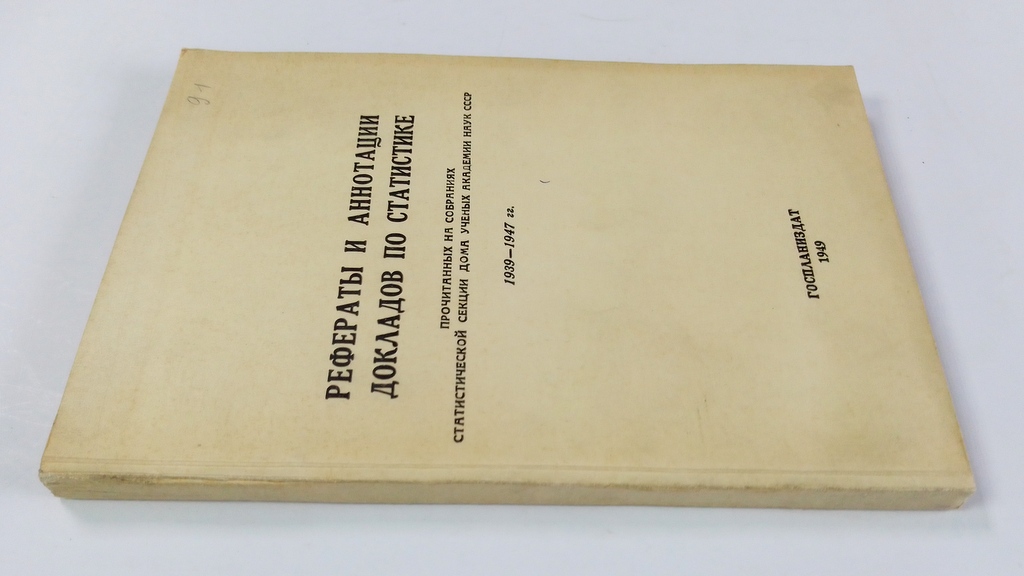 91
РЕФЕРАТЫ И АННОТАЦИИ
ДОКЛАДОВ ПО СТАТИСТИКЕ
ПРОЧИТАННЫХ НА СОБРАНИЯХ
СТАТИСТИЧЕСКОЙ СЕКЦИИ ДОМА УЧЕНЫХ АКАДЕМИИ НАУК СССР
1939—1947 гг.
ГОСПЛАНИЗДАТ
1949